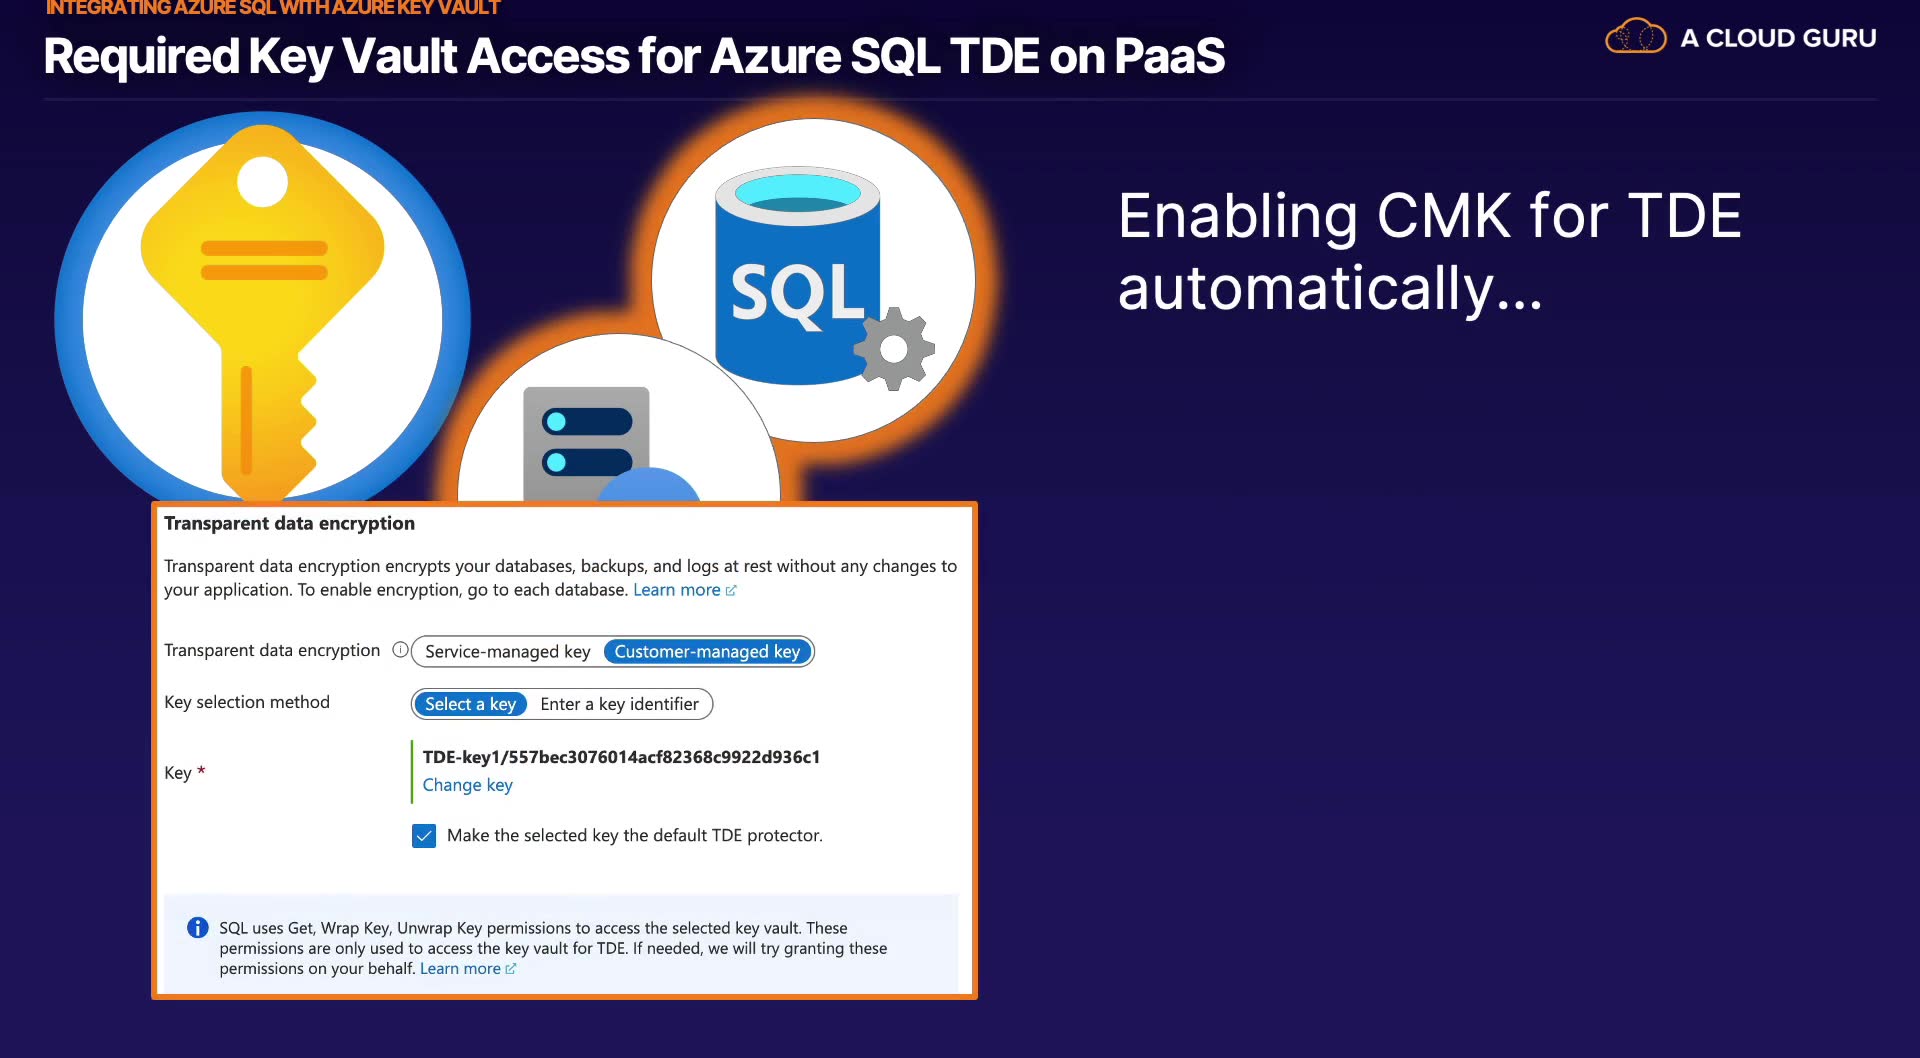 INTEGRATING AZURE SQL WITH AZURE KEY VAULT
Required Key Vault Access for Azure SQL TDE on PaaS
A CLOUD GURU
SQL
Enabling CMK for TDE
automatically...
Transparent data encryption
Transparent data encryption encrypts your databases, backups, and logs at rest without any changes to
your application. To enable encryption, go to each database. Learn more
Transparent data encryption Service-managed key Customer-managed key
Key selection method Select a key Enter a key identifier
TDE-key1/557bec3076014acf82368c9922d936c1
Key *
Change key
Make the selected key the default TDE protector.
SQL uses Get, Wrap Key, Unwrap Key permissions to access the selected key vault. These
permissions are only used to access the key vault for TDE. If needed, we will try granting these
permissions on your behalf. Learn more